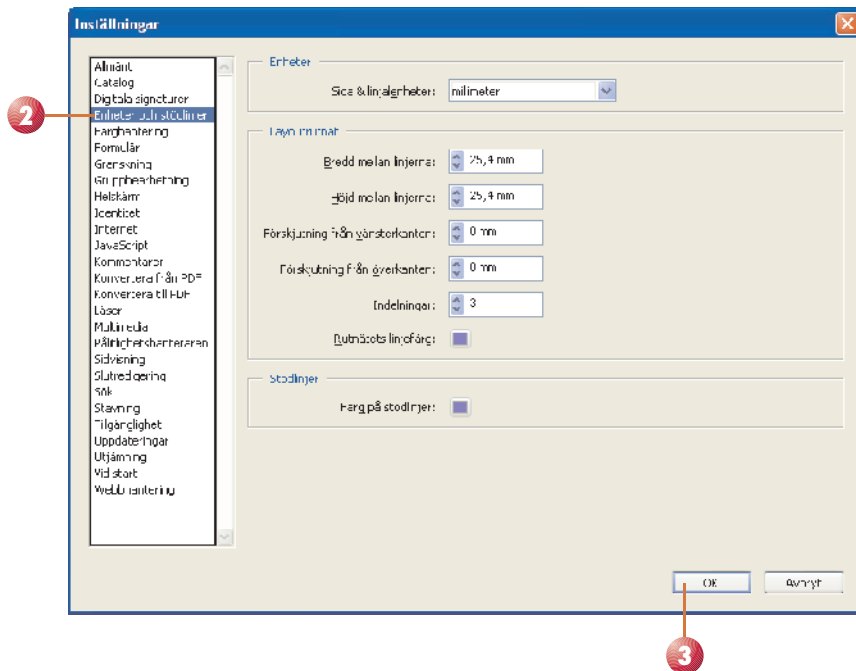 Inställningar
Allmänt
Catalog
Digitala signaturer
Enheter och stödlinjer
Färghantering
Formulär
Granskning
Gruppbearbetning
Helskärm
Identitet
Internet
JavaScript
Kommentarer
Konvertera från PDF
Konvertera till PDF
Läser
Multimedia
Pålitlighetshanteraren
Sidvisning
Slutredigering
Sök
Stavning
Tillgänglighet
Uppdateringar
Utjämning
Vid start
Webbhantering
Enheter
Sida & linjalenheter: millimeter
Layoutrutnät
Bredd mellan linjerna: 25,4 mm
Höjd mellan linjerna: 25,4 mm
Förskjutning från vänsterkanten: 0 mm
Förskjutning från överkanten: 0 mm
Indelningar: 3
Rutnätets linjefärg:
Stödlinjer
Färg på stödlinjer:
OK Avbryt
2
3